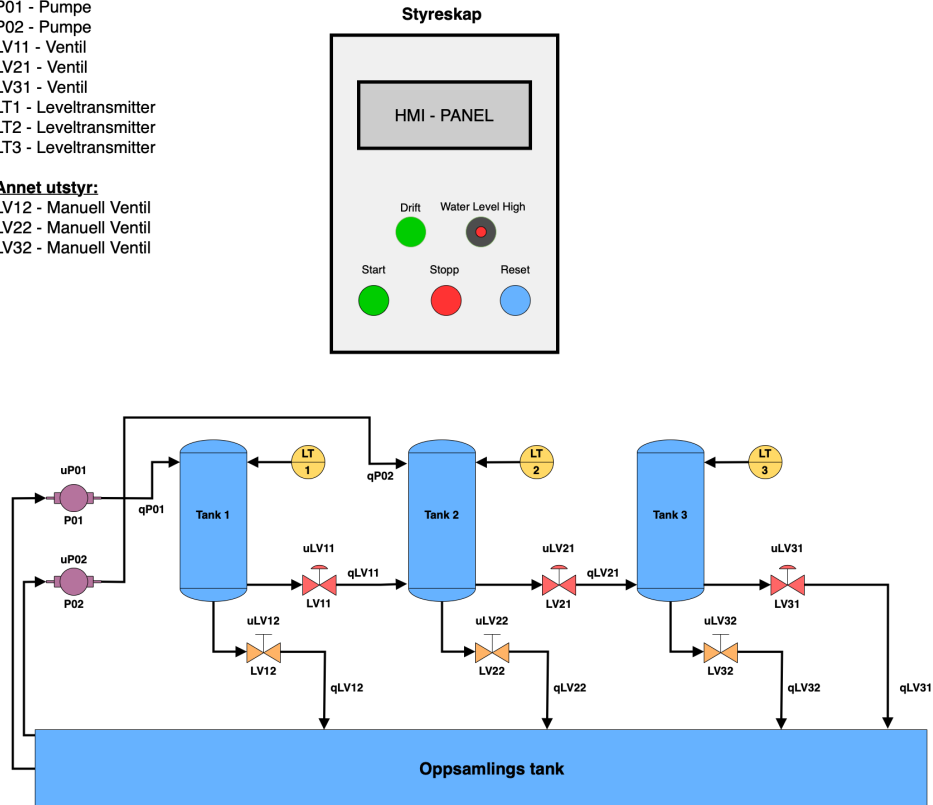 P01 - Pumpe
P02 - Pumpe
LV11 - Ventil
LV21 - Ventil
LV31 - Ventil
LT1 - Leveltransmitter
LT2 - Leveltransmitter
LT3 - Leveltransmitter
Annet utstyr:
LV12 - Manuell Ventil
LV22 - Manuell Ventil
LV32 - Manuell Ventil
Styreskap
HMI - PANEL
Drift
Water Level High
Start
Stopp
Reset
uP01
P01
qP01
uP02
P02
qP02
Tank 1
LT
1
Tank 2
LT
2
Tank 3
LT
3
uLV11
LV11
qLV11
uLV21
LV21
qLV21
uLV31
LV31
qLV31
uLV12
LV12
qLV12
uLV22
LV22
qLV22
uLV32
LV32
qLV32
Oppsamlings tank